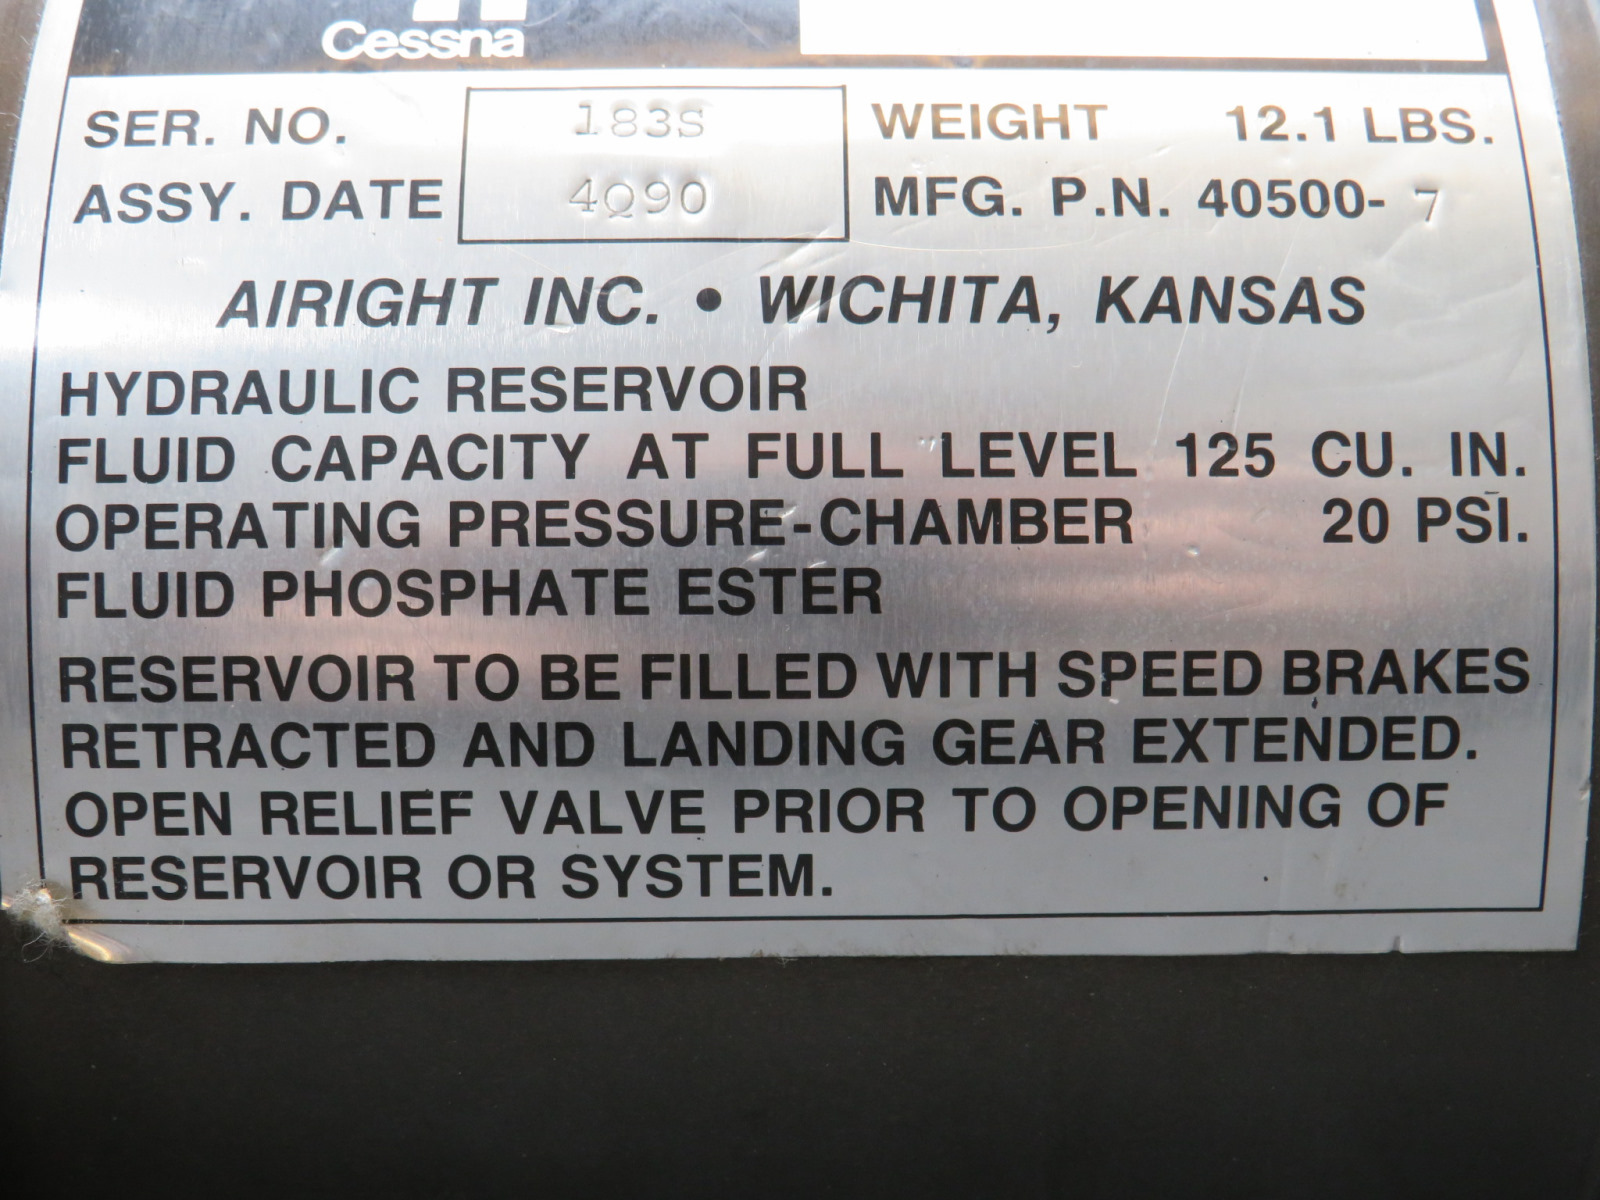 Cessna
SER. NO. 183S WEIGHT 12.1 LBS.
ASSY. DATE 4Q90 MFG. P.N. 40500- 7
AIRIGHT INC. • WICHITA, KANSAS
HYDRAULIC RESERVOIR
FLUID CAPACITY AT FULL LEVEL 125 CU. IN.
OPERATING PRESSURE-CHAMBER 20 PSI.
FLUID PHOSPHATE ESTER
RESERVOIR TO BE FILLED WITH SPEED BRAKES
RETRACTED AND LANDING GEAR EXTENDED.
OPEN RELIEF VALVE PRIOR TO OPENING OF
RESERVOIR OR SYSTEM.